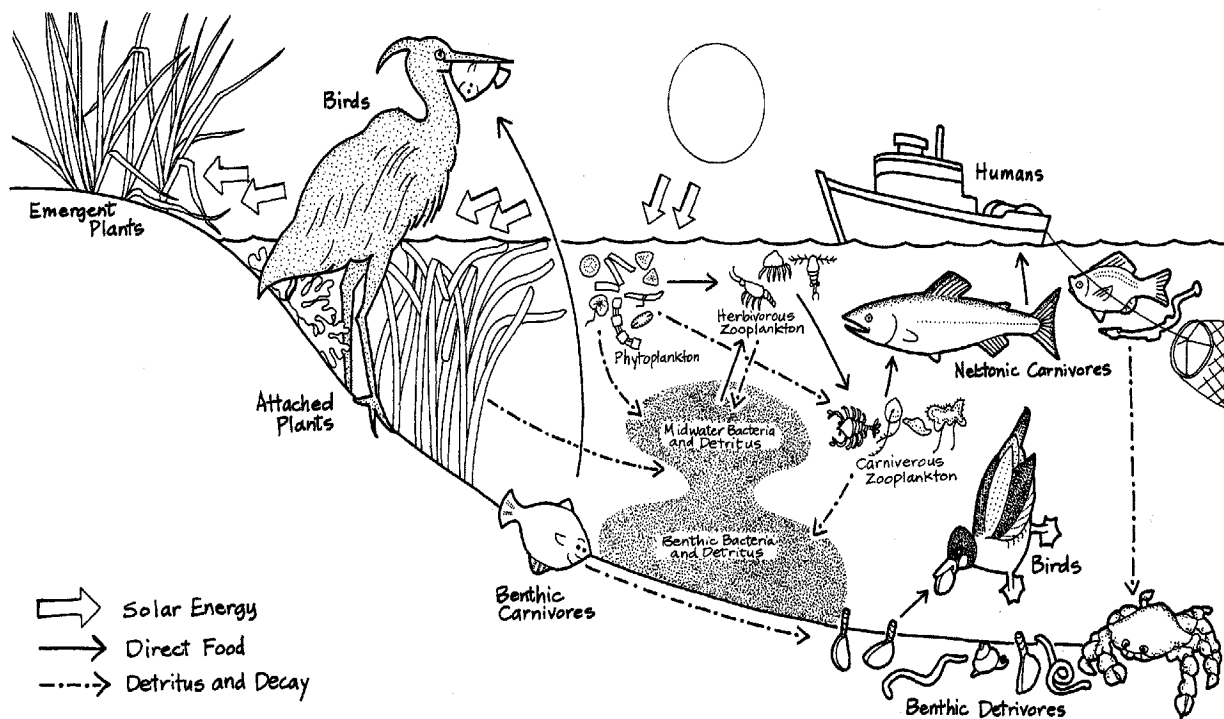 Birds
Humans
Emergent
Plants
Herbivorous
Zooplankton
Phytoplankton
Nektonic Carnivores
Attached
Plants
Midwater Bacteria
and Detritus
Carniverous
Zooplankton
Benthic Bacteria
and Detritus
Birds
Benthic
Carnivores
Solar Energy
Direct Food
Detritus and Decay
Benthic Detrivores